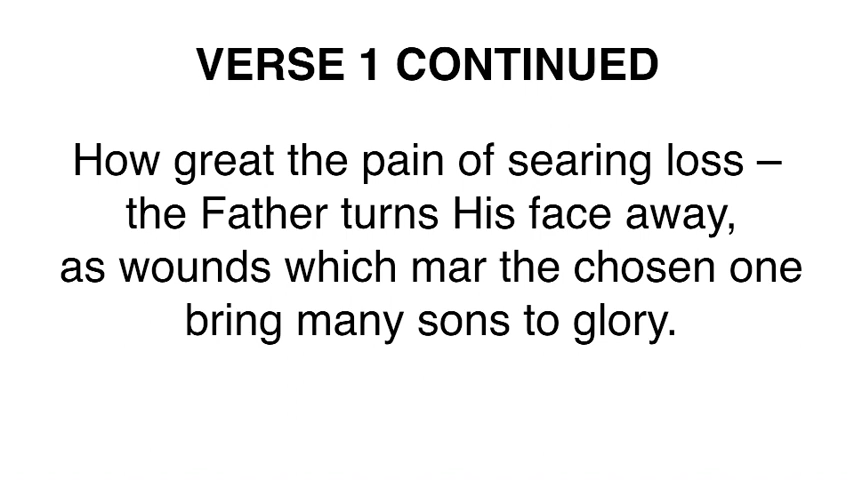 VERSE 1 CONTINUED
How great the pain of searing loss –
the Father turns His face away,
as wounds which mar the chosen one
bring many sons to glory.